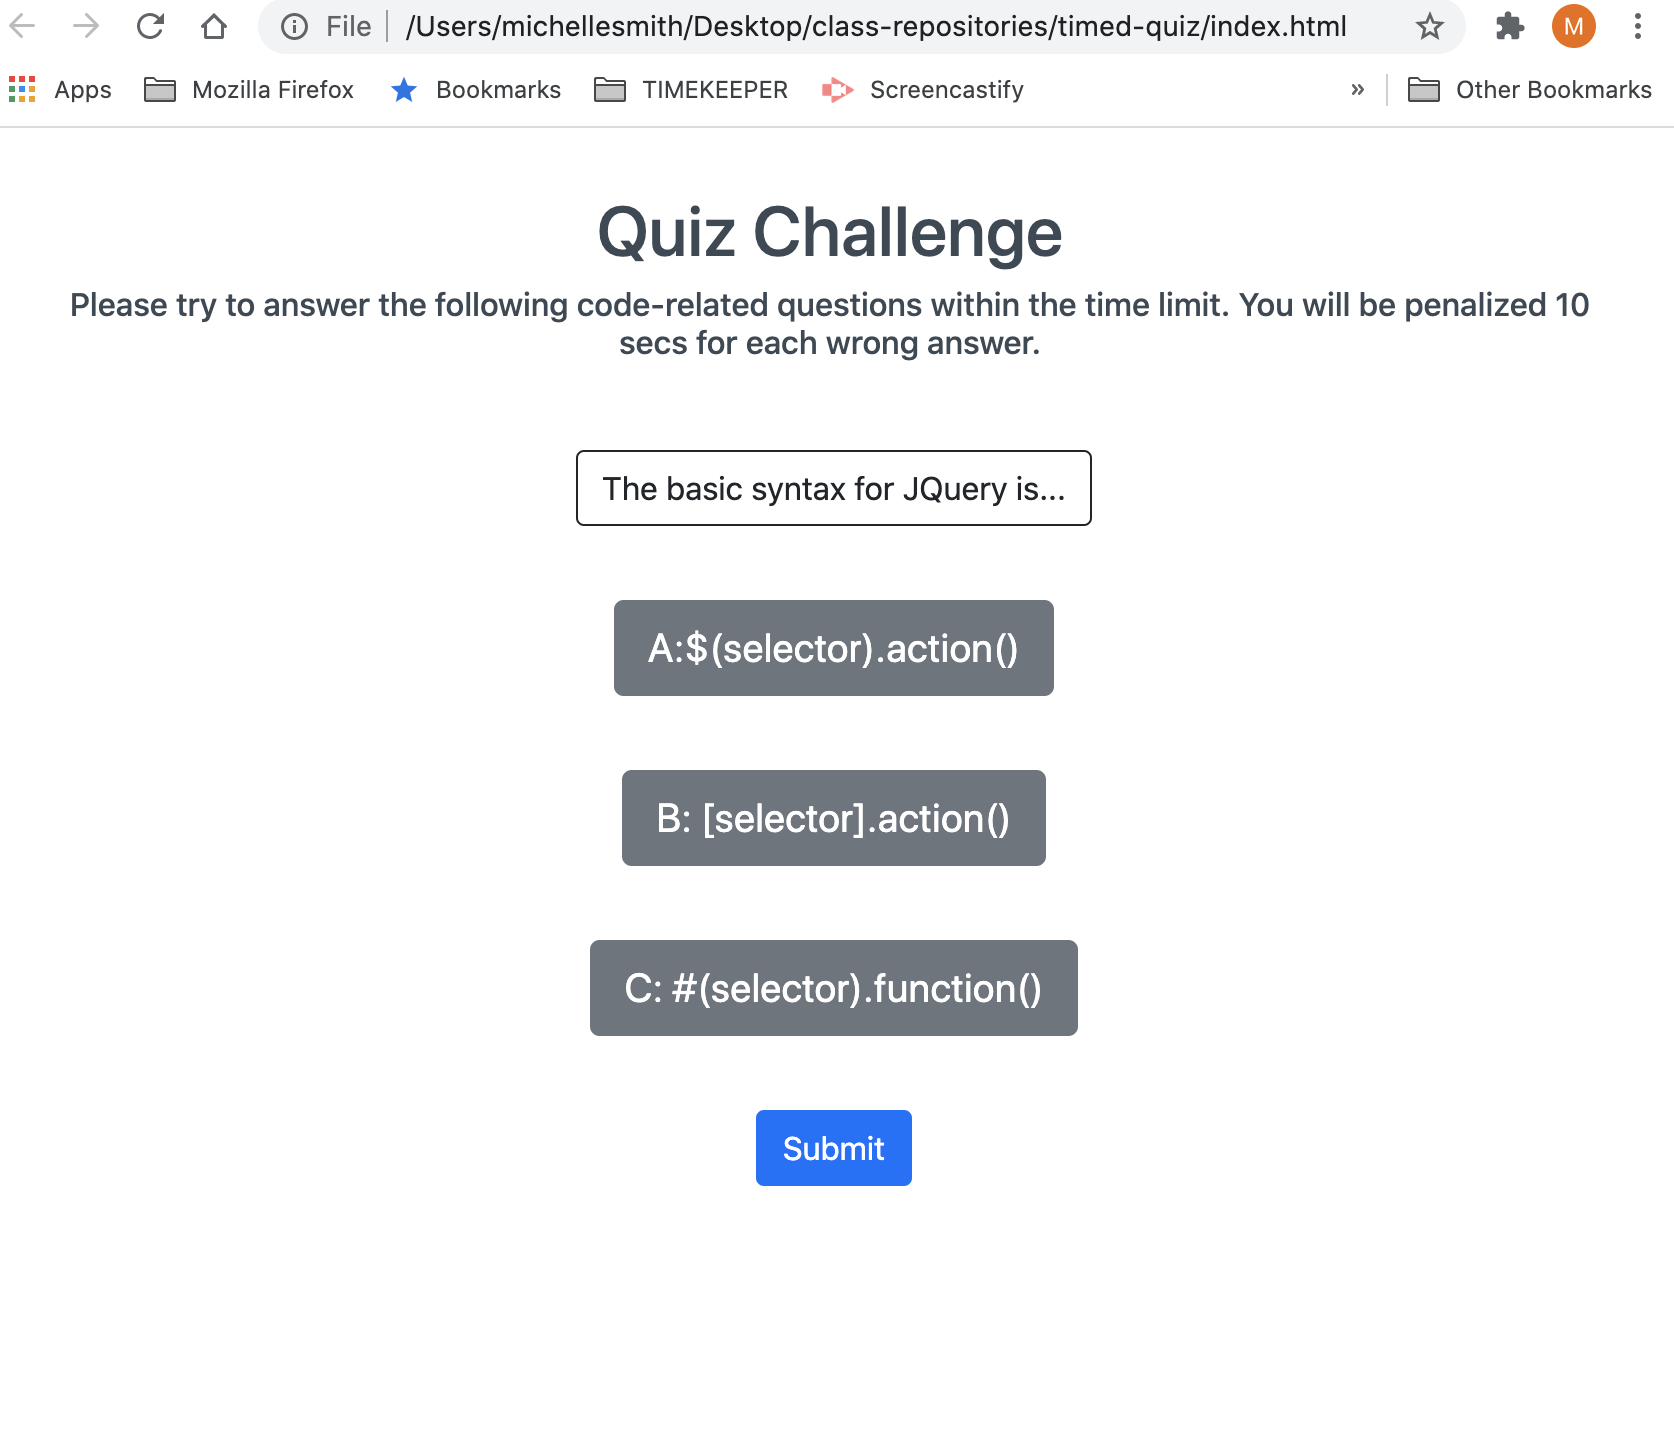 File /Users/michellesmith/Desktop/class-repositories/timed-quiz/index.html M
Apps Mozilla Firefox Bookmarks TIMEKEEPER Screencastify » Other Bookmarks
Quiz Challenge
Please try to answer the following code-related questions within the time limit. You will be penalized 10
secs for each wrong answer.
The basic syntax for JQuery is...
A:$(selector).action()
B: [selector].action()
C: #(selector).function()
Submit